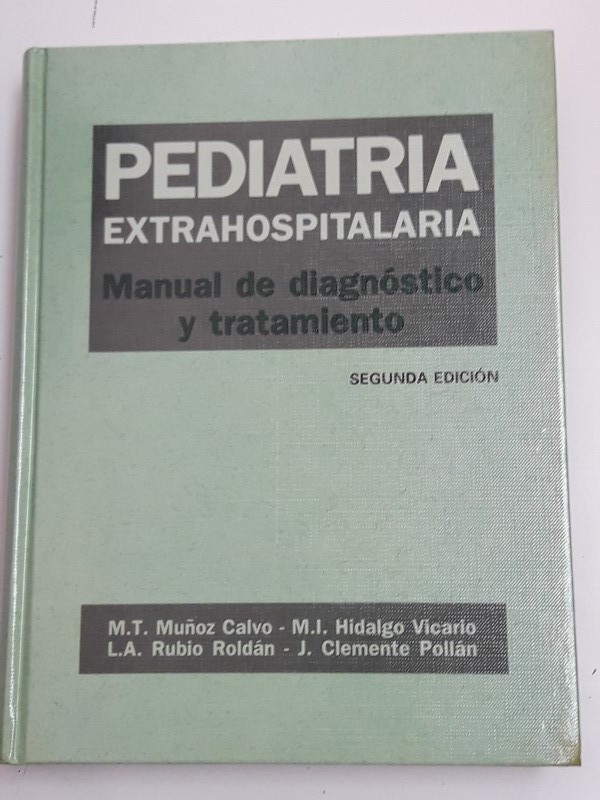 PEDIATRIA
EXTRAHOSPITALARIA
Manual de diagnóstico
y tratamiento
SEGUNDA EDICIÓN
M.T. Muñoz Calvo - M.I. Hidalgo Vicario
L.A. Rubio Roldán - J. Clemente Pollán